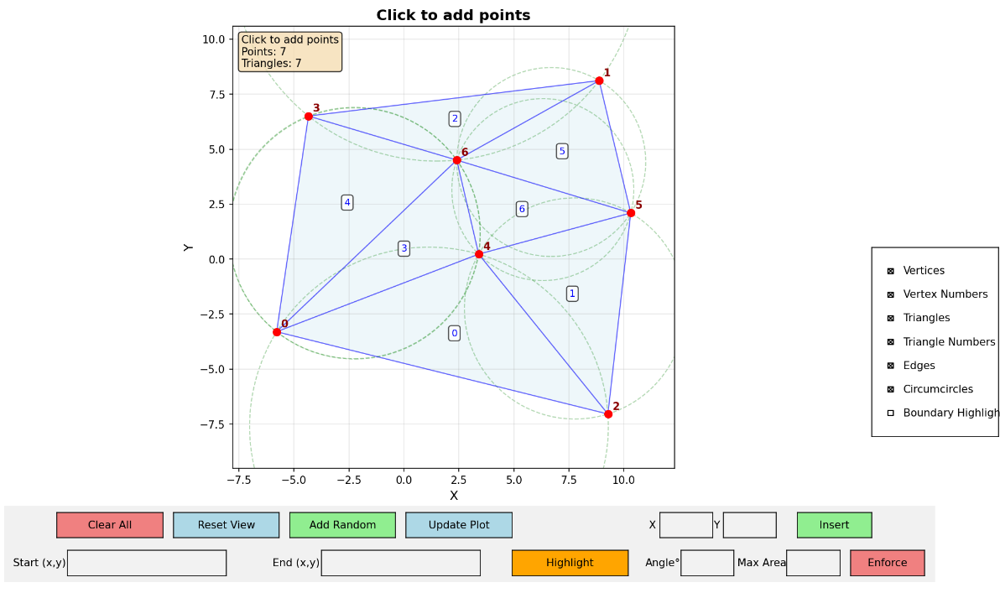 Click to add points
10.0
7.5
5.0
2.5
0.0
−2.5
−5.0
−7.5
Y
Click to add points
Points: 7
Triangles: 7
1
3
2
6
5
4
6
5
3
4
1
0
0
2
−7.5 −5.0 −2.5 0.0 2.5 5.0 7.5 10.0
X
Vertices
Vertex Numbers
Triangles
Triangle Numbers
Edges
Circumcircles
Boundary Highligh
Clear All Reset View Add Random Update Plot X Y Insert
Start (x,y) End (x,y) Highlight Angle° Max Area Enforce